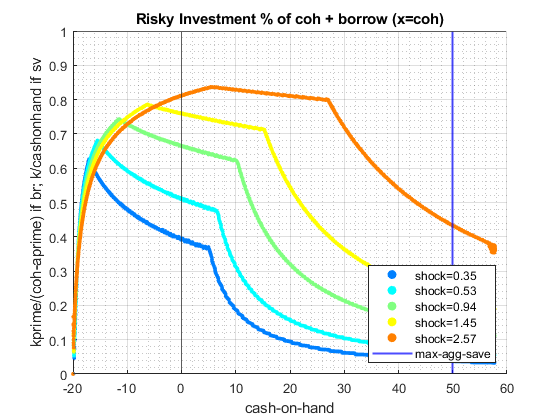 Risky Investment % of coh + borrow (x=coh)
kprime/(coh-aprime) if br; k/cashonhand if sv
1
0.9
0.8
0.7
0.6
0.5
0.4
0.3
0.2
0.1
0
shock=0.35
shock=0.53
shock=0.94
shock=1.45
shock=2.57
max-agg-save
-20
-10
0
10
20
30
40
50
60
cash-on-hand